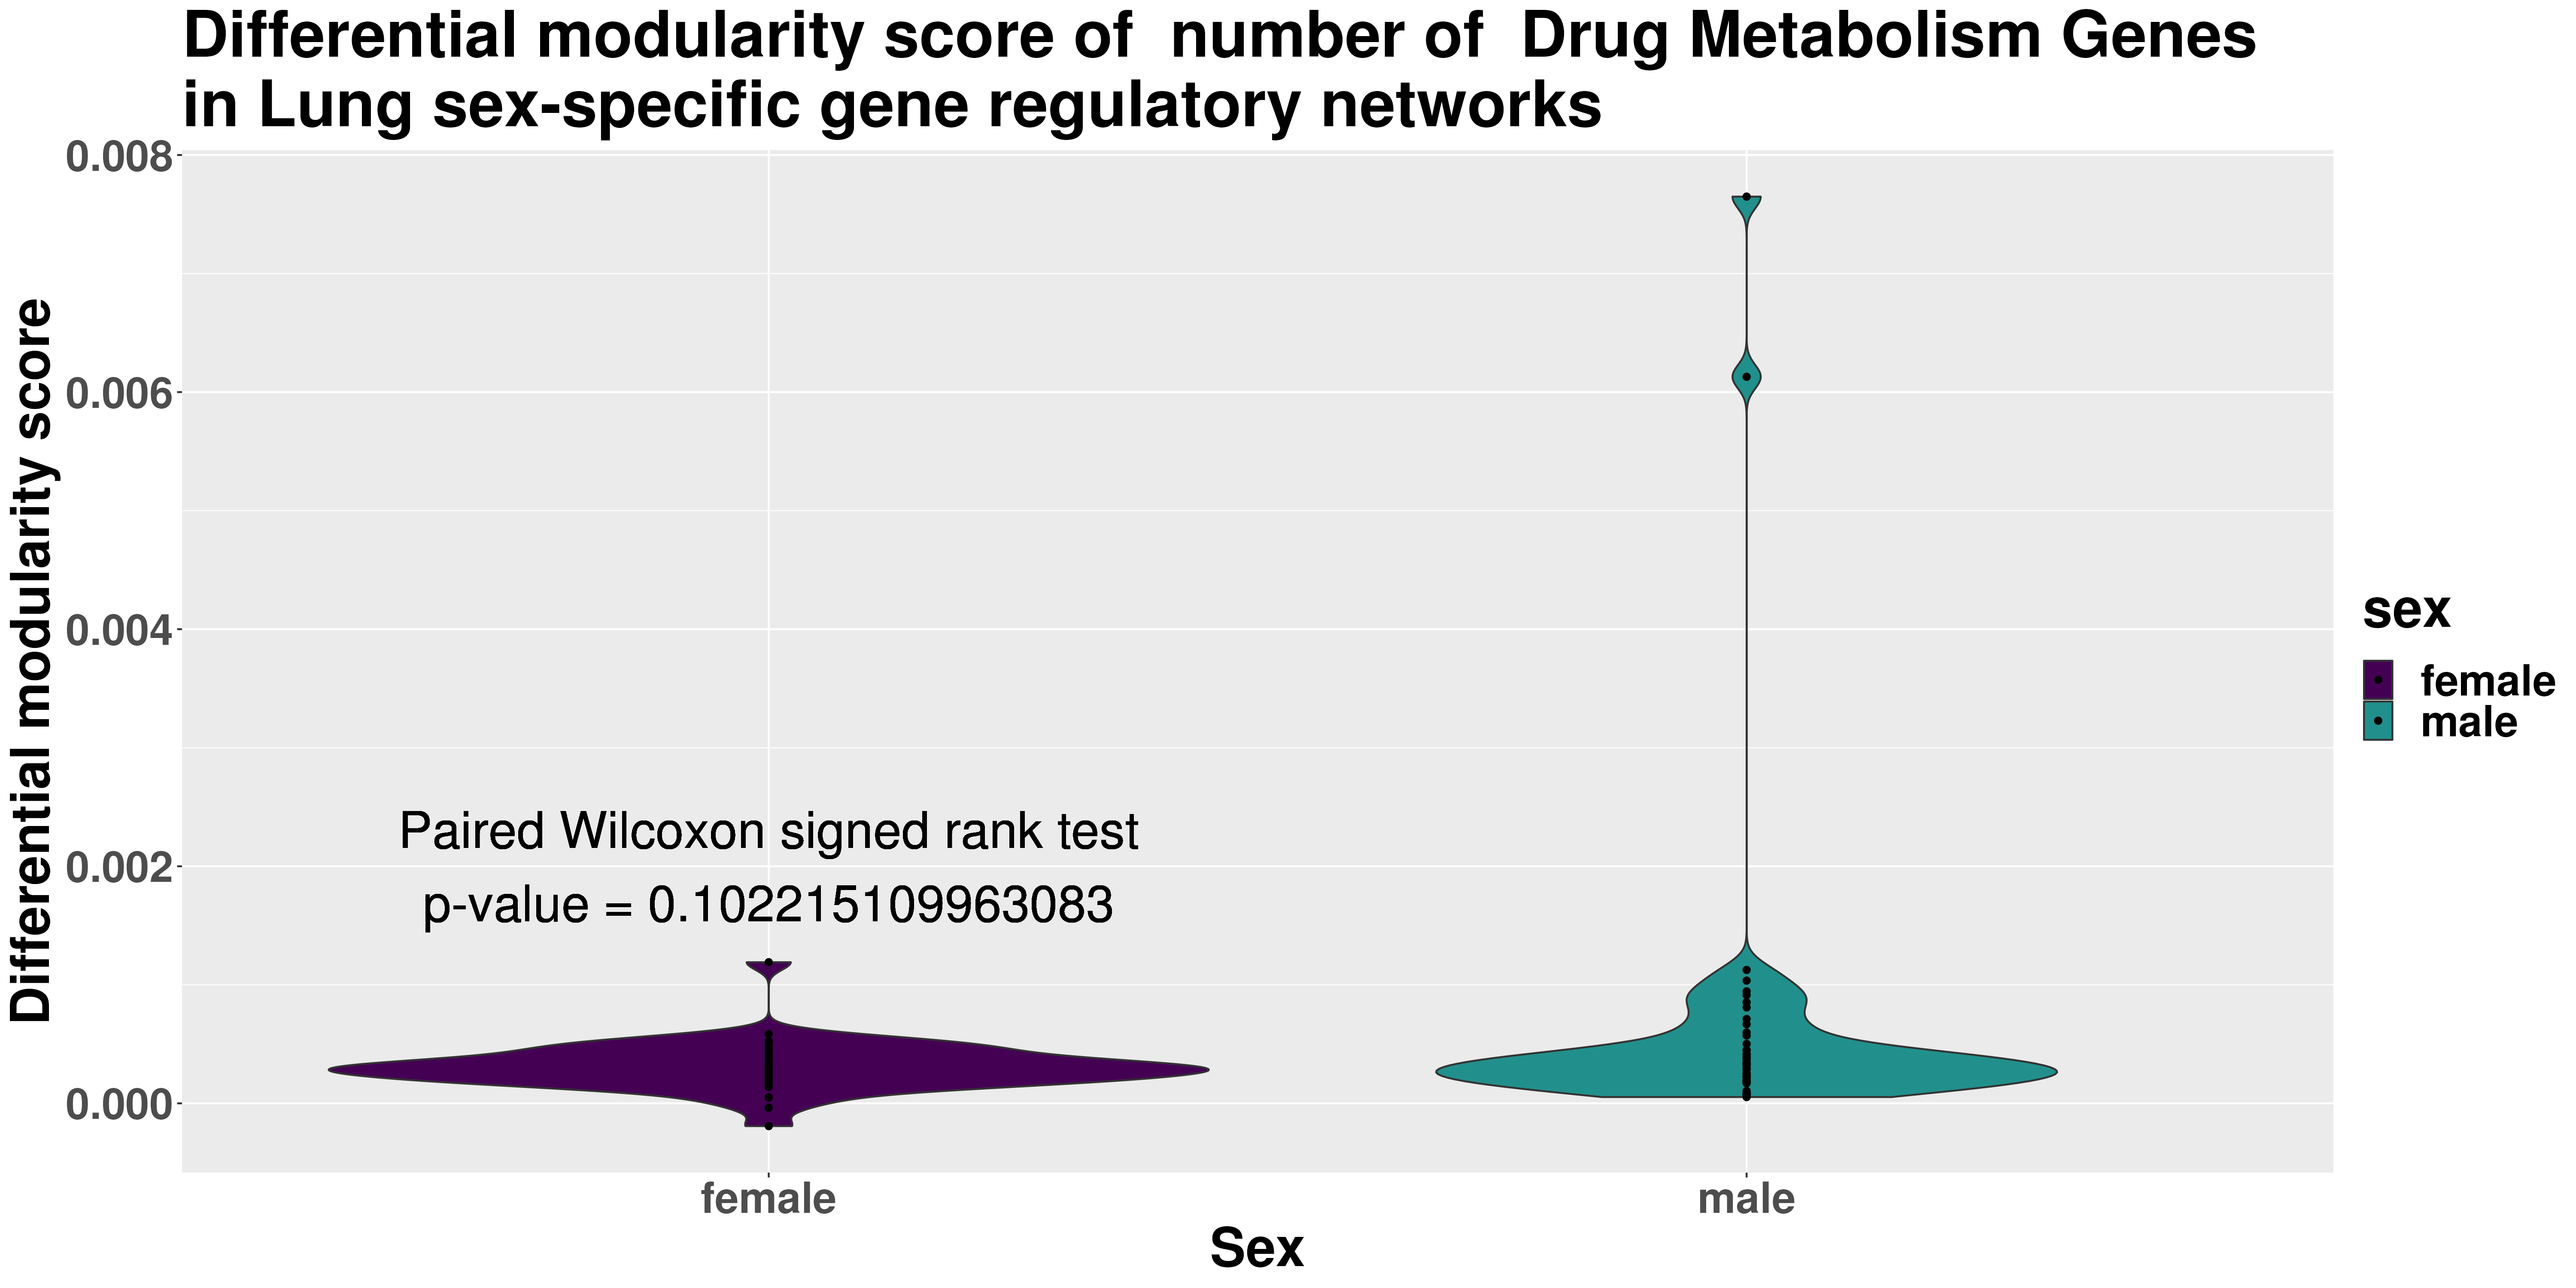 Differential modularity score of  number of  Drug Metabolism Genes
in Lung sex-specific gene regulatory networks
Differential modularity score
0.008
0.006
0.004
0.002
0.000
Paired Wilcoxon signed rank test
p-value = 0.102215109963083
female
male
Sex
sex
female
male